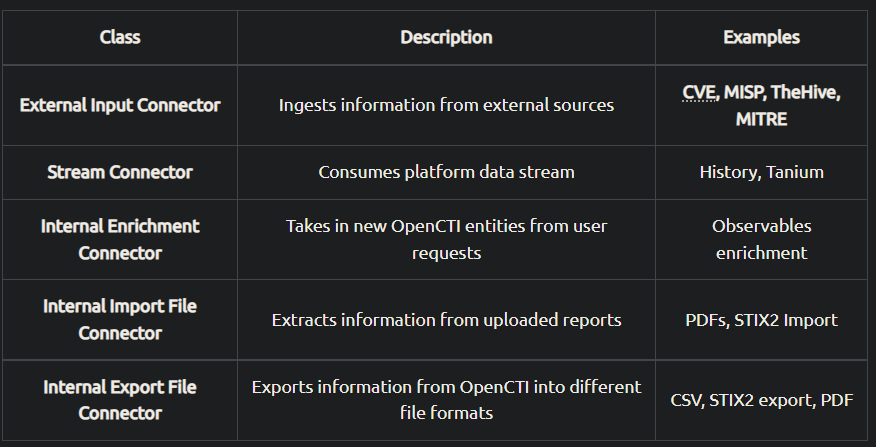 Class Description Examples
External Input Connector Ingests information from external sources CVE, MISP, TheHive,
MITRE
Stream Connector Consumes platform data stream History, Tanium
Internal Enrichment
Connector
Takes in new OpenCTI entities from user
requests
Observables
enrichment
Internal Import File
Connector
Extracts information from uploaded reports
PDFs, STIX2 Import
Internal Export File
Connector
Exports information from OpenCTI into different
file formats
CSV, STIX2 export, PDF